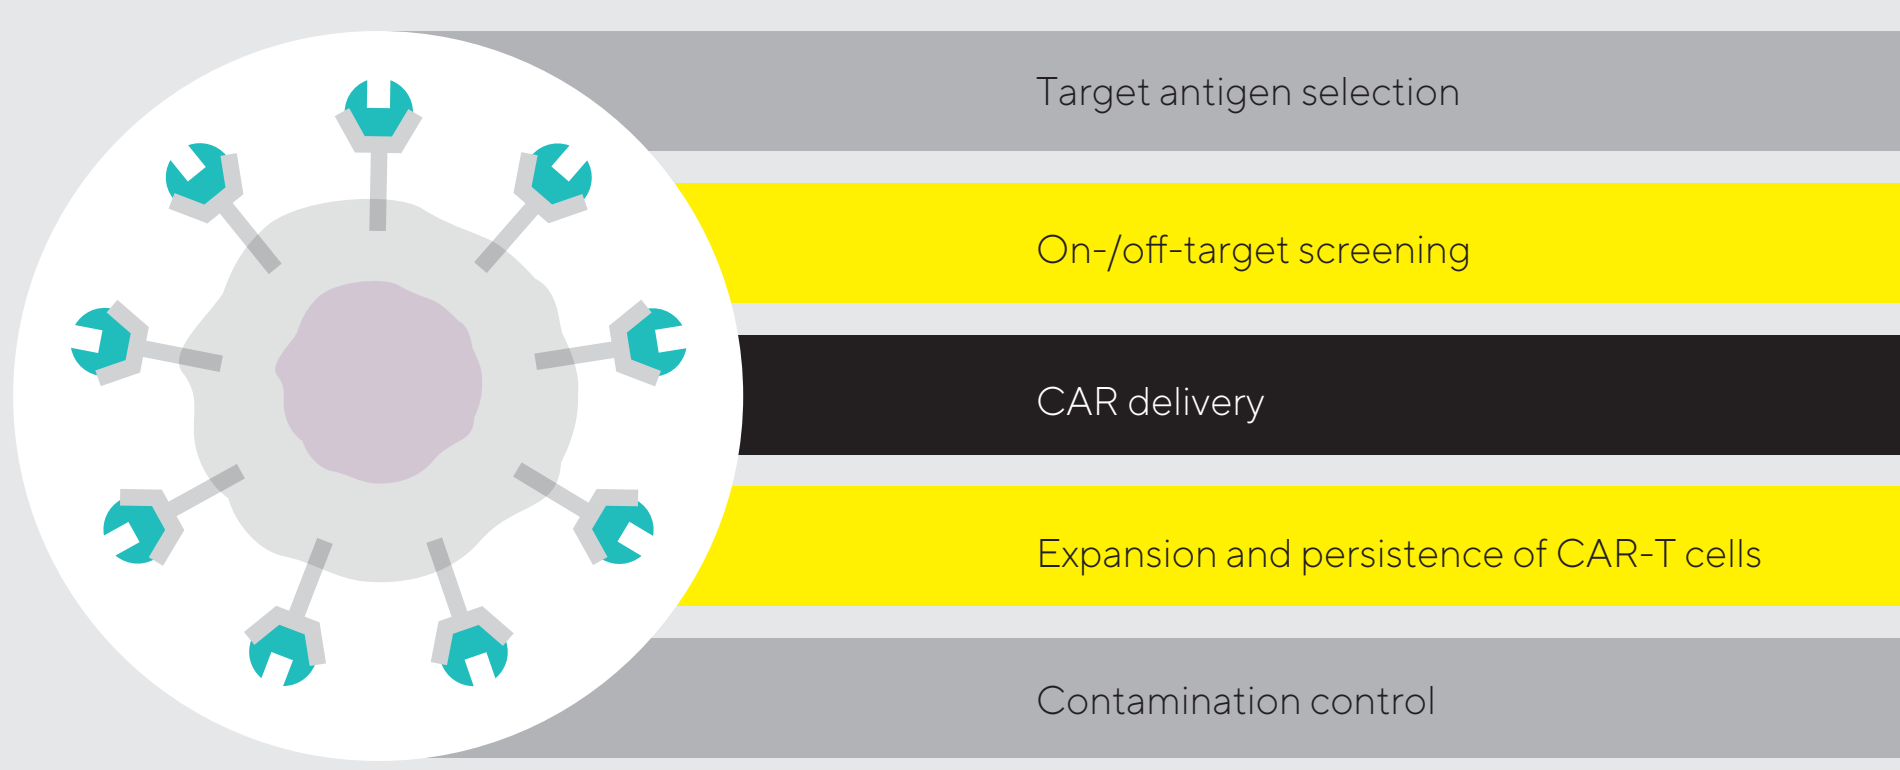 Target antigen selection
On-/off-target screening
CAR delivery
Expansion and persistence of CAR-T cells
Contamination control